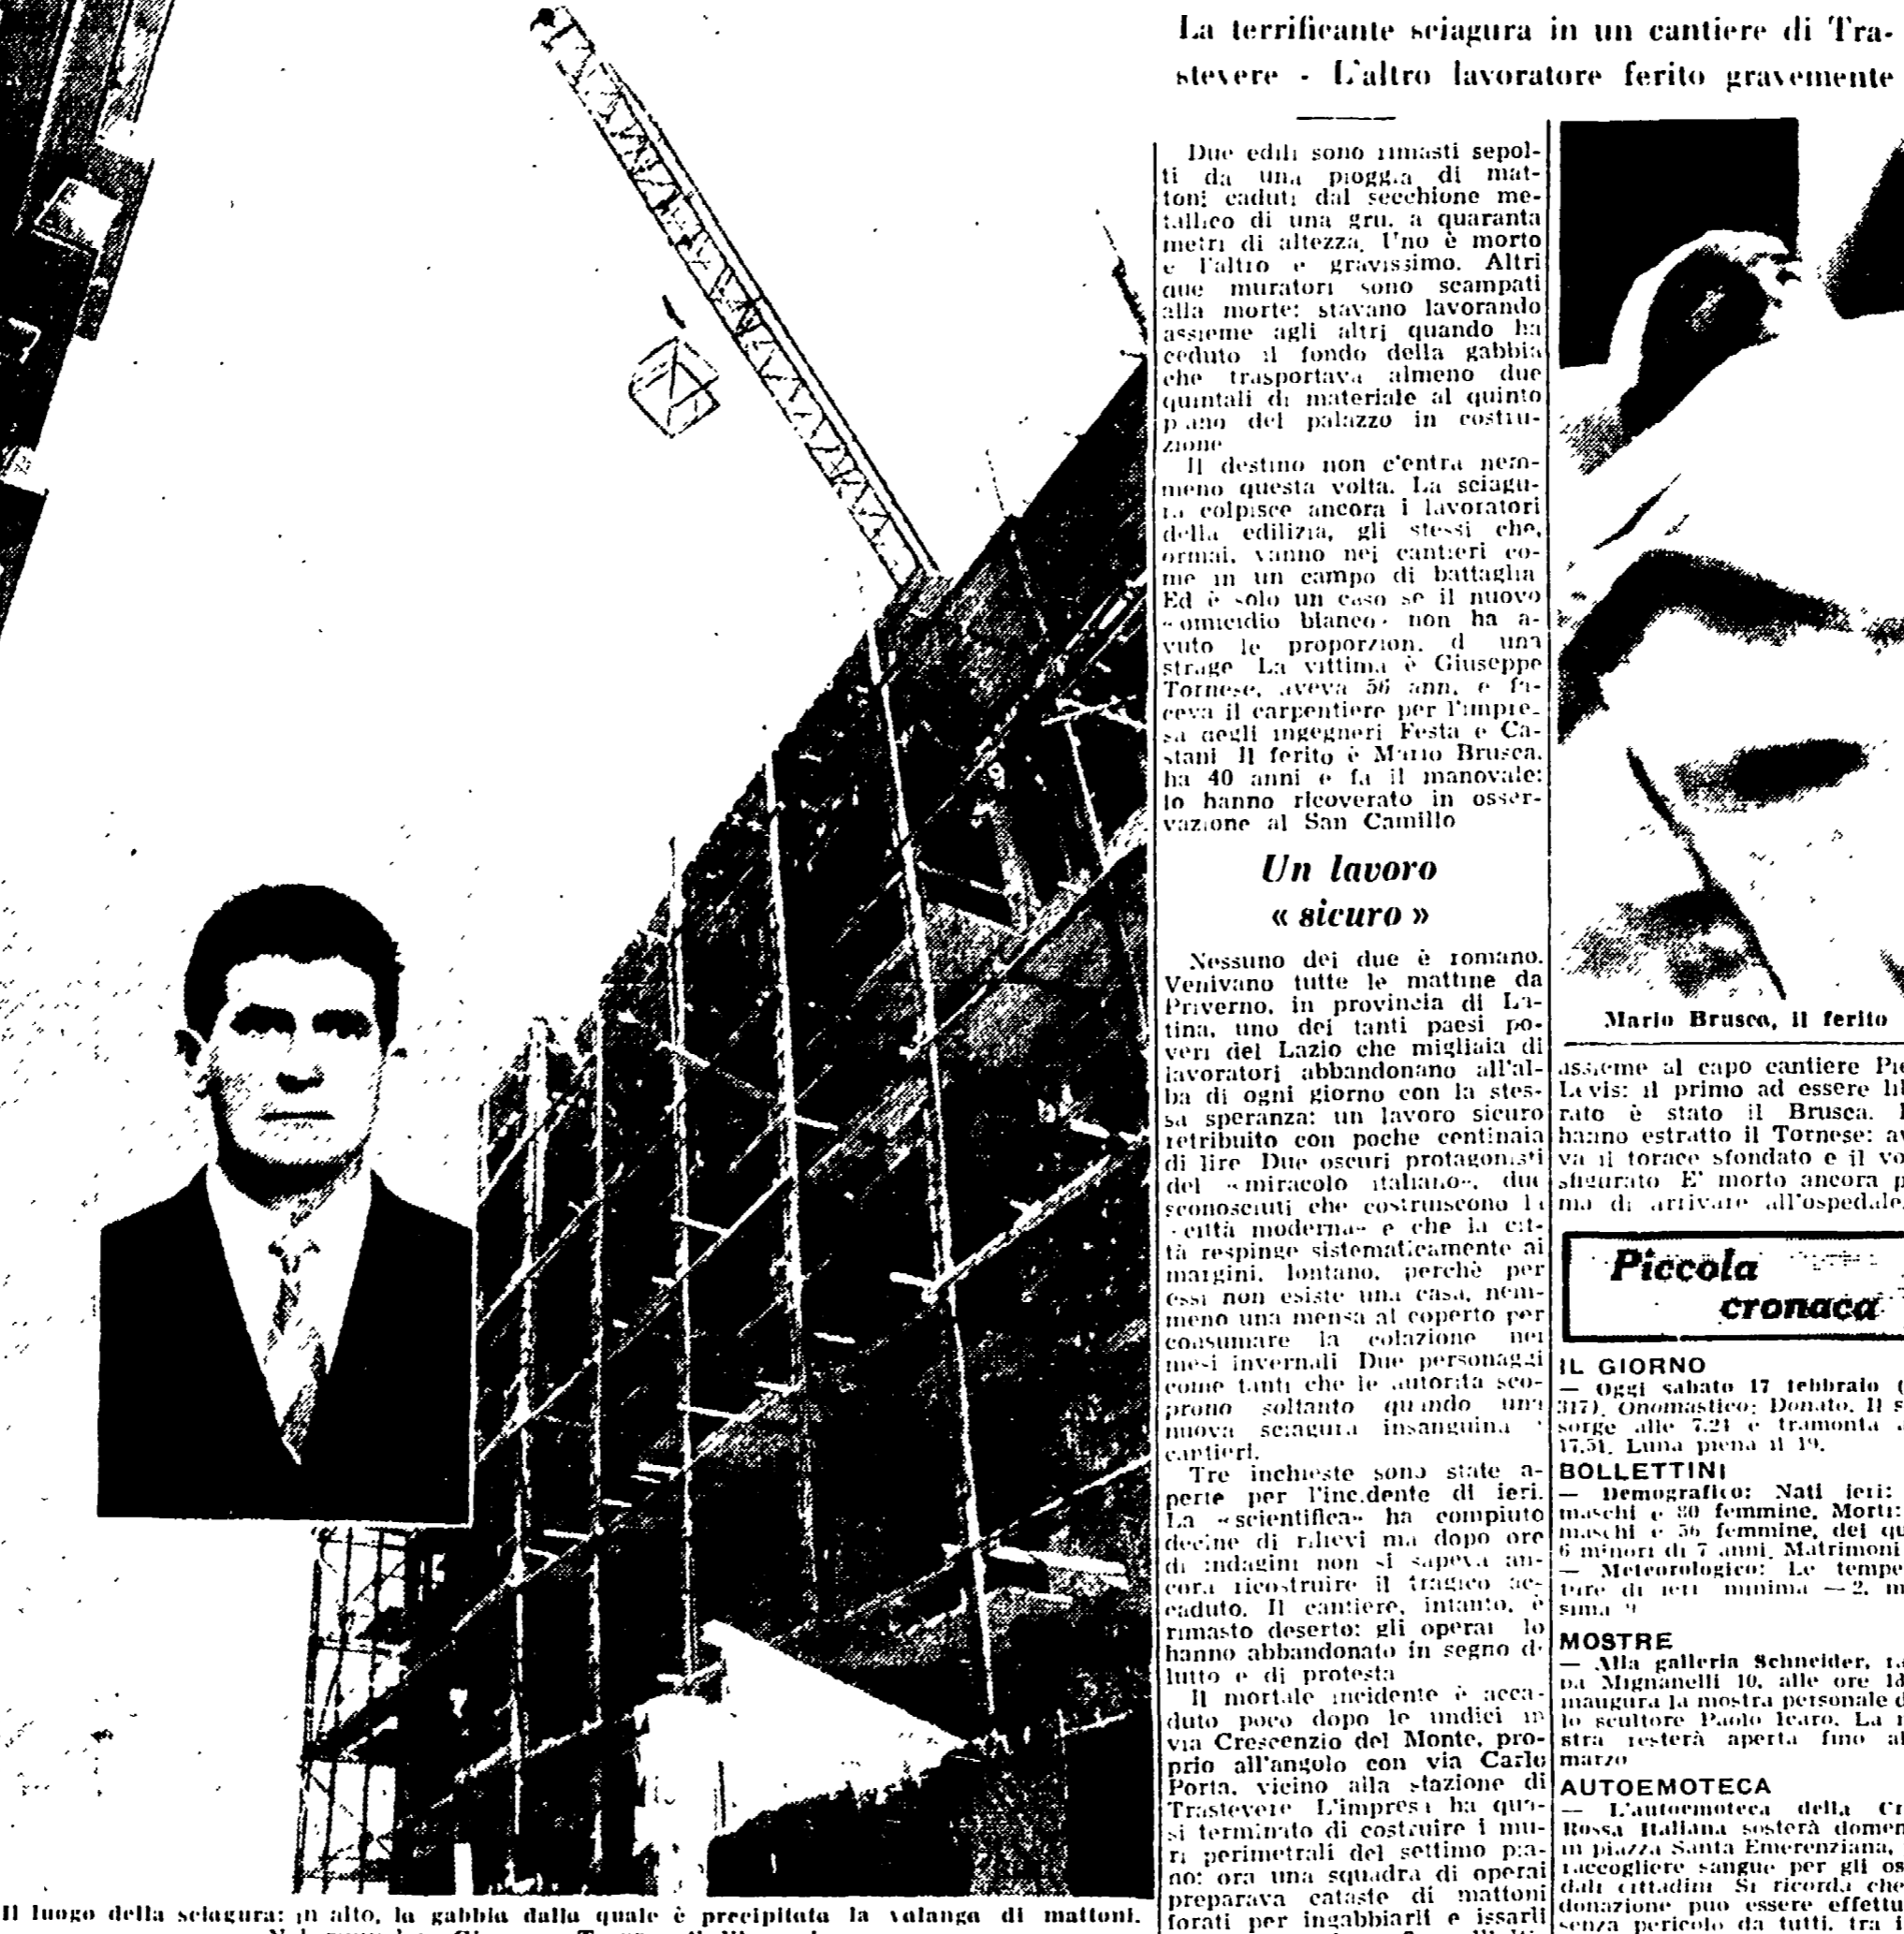 La terrificante sciagura in un cantiere di Tra-
stevere - L'altro lavoratore ferito gravemente
Due edili sono rimasti sepol-
ti da una pioggia di mat-
toni caduti dal secchione me-
tallico di una gru, a quaranta
metri di altezza. Uno è morto
e l'altro è gravissimo. Altri
due muratori sono scampati
alla morte: stavano lavorando
assieme agli altri quando ha
ceduto il fondo della gabbia
che trasportava almeno due
quintali di materiale al quinto
piano del palazzo in costru-
zione
Il destino non c'entra nem-
meno questa volta. La sciagu-
ra colpisce ancora i lavoratori
della edilizia, gli stessi che,
ormai, vanno nei cantieri co-
me in un campo di battaglia
Ed è solo un caso se il nuovo
«omicidio bianco» non ha a-
vuto le proporzioni di una
strage La vittima è Giuseppe
Tornese, aveva 56 anni e fa-
ceva il carpentiere per l'impre-
sa degli ingegneri Festa e Ca-
stani Il ferito è Mario Brusca,
ha 40 anni e fa il manovale:
lo hanno ricoverato in osser-
vazione al San Camillo
Un lavoro
« sicuro »
Nessuno dei due è romano.
Venivano tutte le mattine da
Priverno, in provincia di La-
tina, uno dei tanti paesi po-
veri del Lazio che migliaia di
lavoratori abbandonano all'al-
ba di ogni giorno con la stes-
sa speranza: un lavoro sicuro
retribuito con poche centinaia
di lire Due oscuri protagonisti
del «miracolo italiano», due
sconosciuti che costruiscono la
«città moderna» e che la cit-
tà respinge sistematicamente ai
margini, lontano, perchè per
essi non esiste una casa, nem-
meno una mensa al coperto per
consumare la colazione nei
mesi invernali Due personaggi
come tanti che le autorità sco-
prono soltanto quando una
nuova sciagura insanguina i
cantieri.
Tre inchieste sono state a-
perte per l'incidente di ieri.
La «scientifica» ha compiuto
decine di rilievi ma dopo ore
di indagini non si sapeva an-
cora ricostruire il tragico ac-
caduto. Il cantiere, intanto, è
rimasto deserto: gli operai lo
hanno abbandonato in segno di
lutto e di protesta
Il mortale incidente è acca-
duto poco dopo le undici in
via Crescenzio del Monte, pro-
prio all'angolo con via Carlo
Porta, vicino alla stazione di
Trastevere L'impresa ha qua-
si terminato di costruire i mu-
ri perimetrali del settimo pia-
no: ora una squadra di operai
preparava cataste di mattoni
forati per ingabbiarli e issarli
Mario Brusca, il ferito
assieme al capo cantiere
il primo ad essere
rato è stato il Brusca.
hanno estratto il Tornese:
va il torace sfondato e il
sfigurato E' morto ancora
ma di arrivare all'ospedale.
Piccola
cronaca
IL GIORNO
— Oggi sabato 17 febbraio
317). Onomastico: Donato. Il
sorge alle 7.21 e tramonta
17.51. Luna piena il 19.
BOLLETTINI
— Demografico: Nati ieri:
maschi e 80 femmine. Morti:
maschi e 56 femmine, dei
6 minori di 7 anni. Matrimoni
— Meteorologico: Le
ture di ieri minima —2,
sima 9
MOSTRE
— Alla galleria Schneider,
pa Mignanelli 10, alle ore
inaugura la mostra personale
lo scultore Paolo Icaro. La
stra resterà aperta fino
marzo
AUTOEMOTECA
— L'autoemoteca della
Rossa Italiana sosterà
in piazza Santa Emerenziana,
raccogliere sangue per gli
dali cittadini Si ricorda che
donazione può essere
senza pericolo da tutti, tra
Il luogo della sciagura: in alto, la gabbia dalla quale è precipitata la valanga di mattoni.